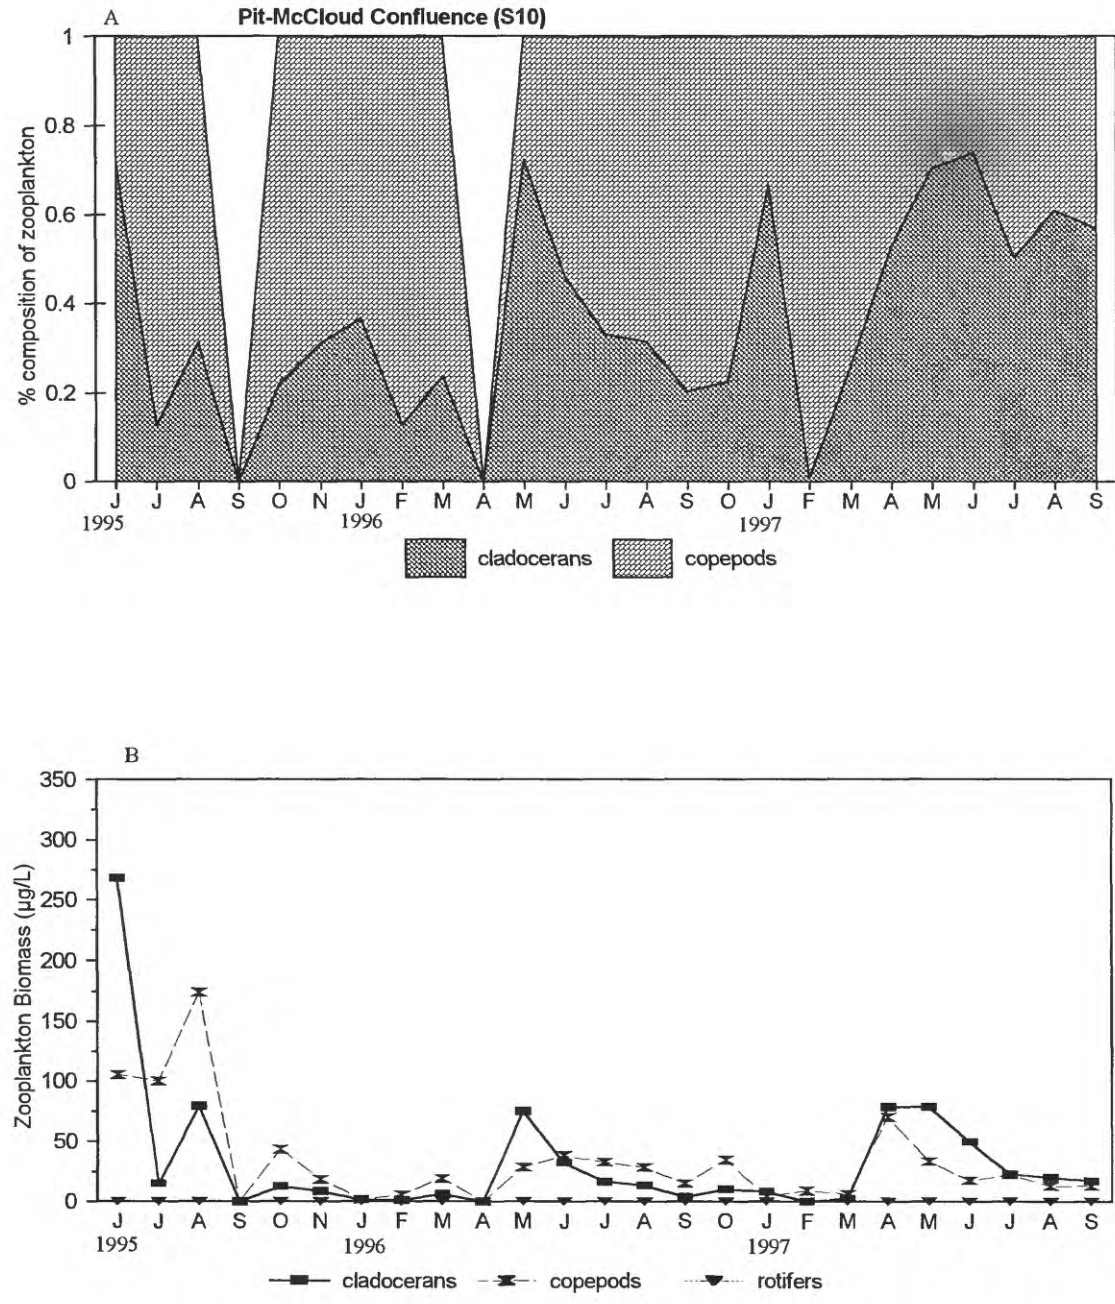 A
Pit-McCloud Confluence (S10)
1
0.8
0.6
0.4
0.2
0
% composition of zooplankton
J J A S O N J F M A M J J A S O J F M A M J J A S
1995 1996 1997
cladocerans copepods
B
350
300
250
200
150
100
50
0
Zooplankton Biomass (µg/L)
J J A S O N J F M A M J J A S O J F M A M J J A S
1995 1996 1997
cladocerans copepods rotifers